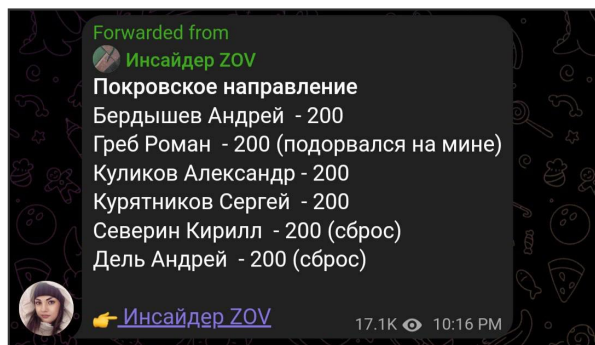 Forwarded from
Инсайдер ZOV
Покровское направление
Бердышев Андрей - 200
Греб Роман - 200 (подорвался на мине)
Куликов Александр - 200
Курятников Сергей - 200
Северин Кирилл - 200 (сброс)
Дель Андрей - 200 (сброс)
👉 Инсайдер ZOV
17.1K 10:16 PM